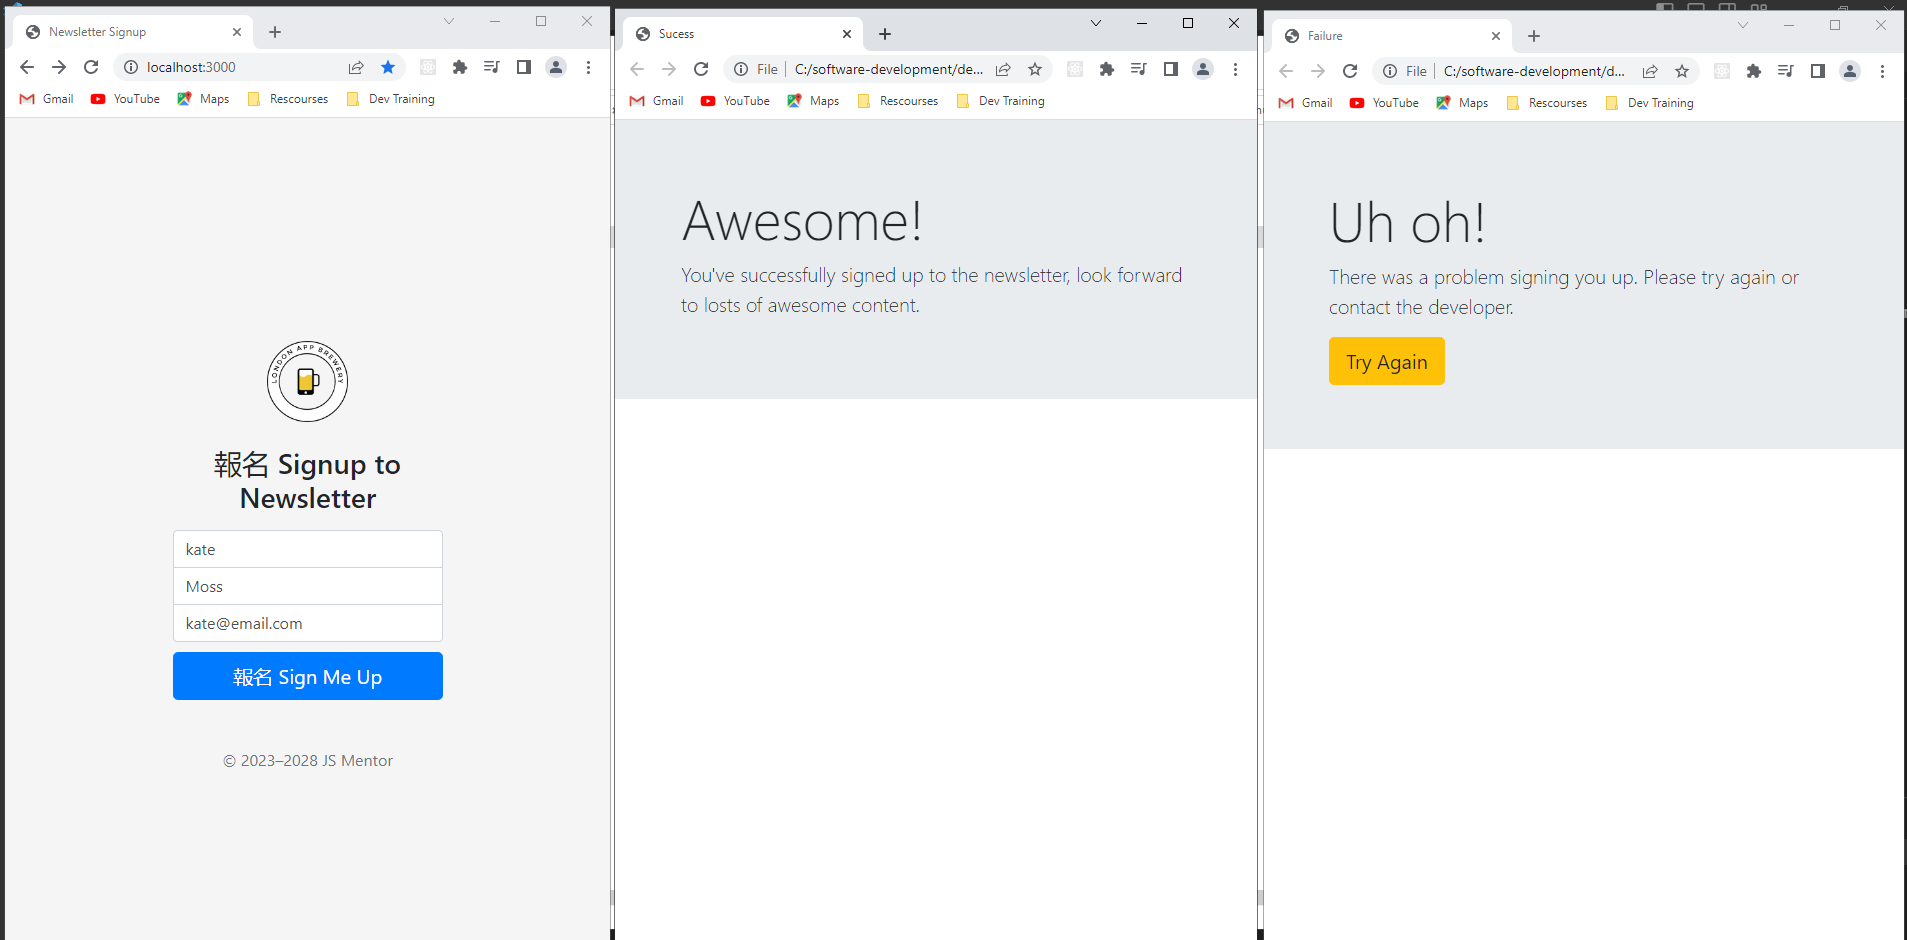 Newsletter Signup
localhost:3000
Gmail YouTube Maps Rescourses Dev Training
LONDON APP BREWERY
報名 Signup to
Newsletter
kate
Moss
kate@email.com
報名 Sign Me Up
© 2023–2028 JS Mentor
Sucess
File C:/software-development/de...
Gmail YouTube Maps Rescourses Dev Training
Awesome!
You've successfully signed up to the newsletter, look forward
to losts of awesome content.
Failure
File C:/software-development/d...
Gmail YouTube Maps Rescourses Dev Training
Uh oh!
There was a problem signing you up. Please try again or
contact the developer.
Try Again